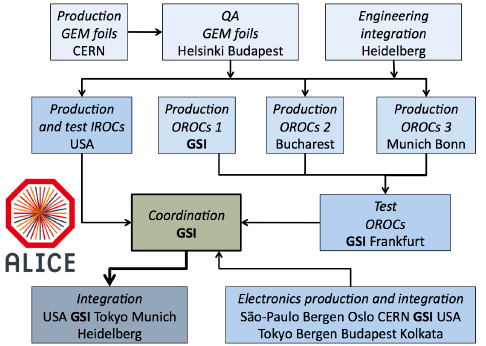 Production
GEM foils
CERN
QA
GEM foils
Helsinki Budapest
Engineering
integration
Heidelberg
Production
and test IROCs
USA
Production
OROCs 1
GSI
Production
OROCs 2
Bucharest
Production
OROCs 3
Munich Bonn
ALICE
Coordination
GSI
Test
OROCs
GSI Frankfurt
Integration
USA GSI Tokyo Munich
Heidelberg
Electronics production and integration
São-Paulo Bergen Oslo CERN GSI USA
Tokyo Bergen Budapest Kolkata